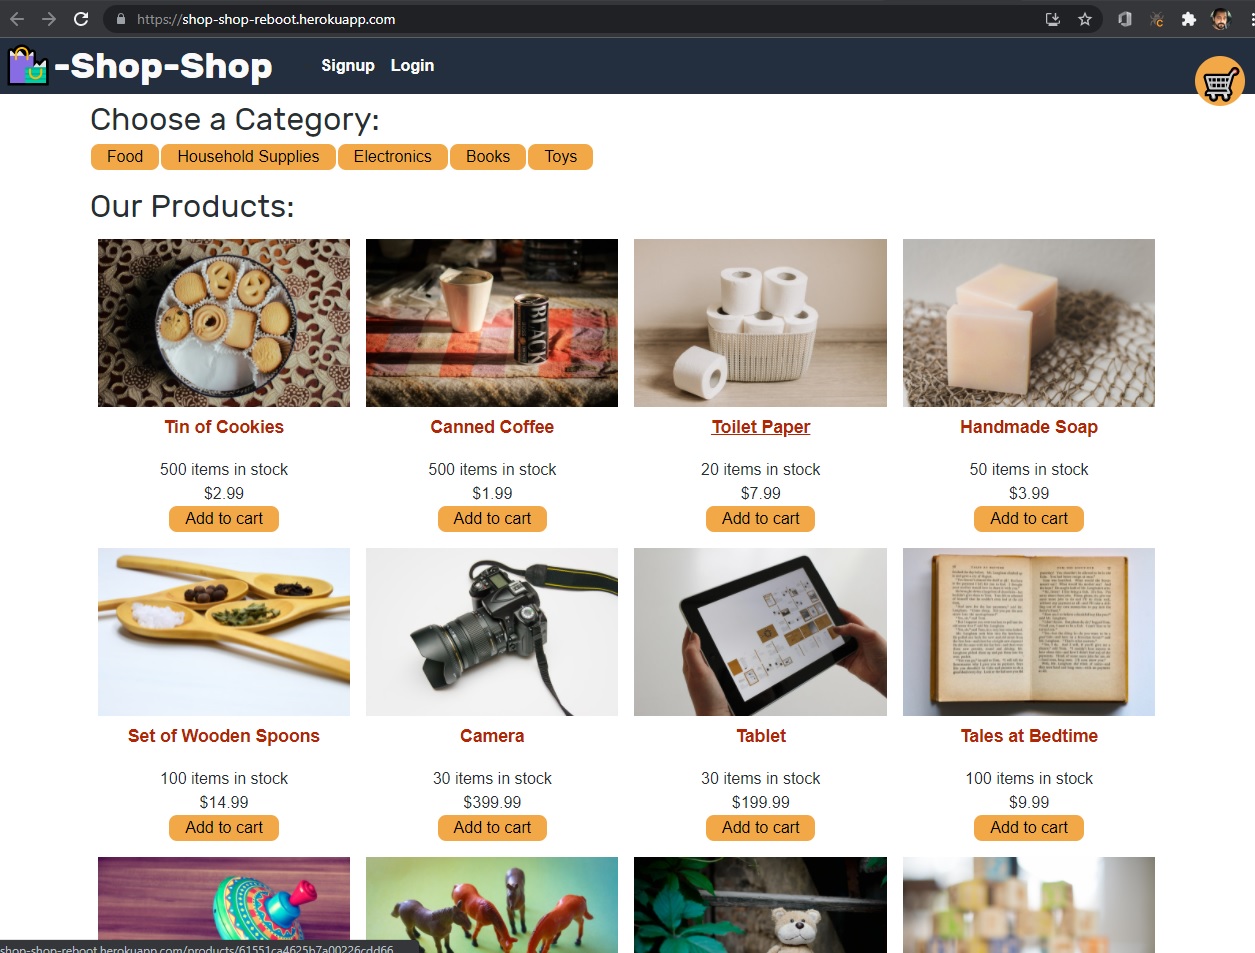 https://shop-shop-reboot.herokuapp.com
-Shop-Shop Signup Login
Choose a Category:
Food Household Supplies Electronics Books Toys
Our Products:
BLACK
Tin of Cookies Canned Coffee Toilet Paper Handmade Soap
500 items in stock 500 items in stock 20 items in stock 50 items in stock
$2.99 $1.99 $7.99 $3.99
Add to cart Add to cart Add to cart Add to cart
Set of Wooden Spoons Camera Tablet Tales at Bedtime
100 items in stock 30 items in stock 30 items in stock 100 items in stock
$14.99 $399.99 $199.99 $9.99
Add to cart Add to cart Add to cart Add to cart
shop-shop-reboot.herokuapp.com/products/61551ca4625b7a00226cdd66